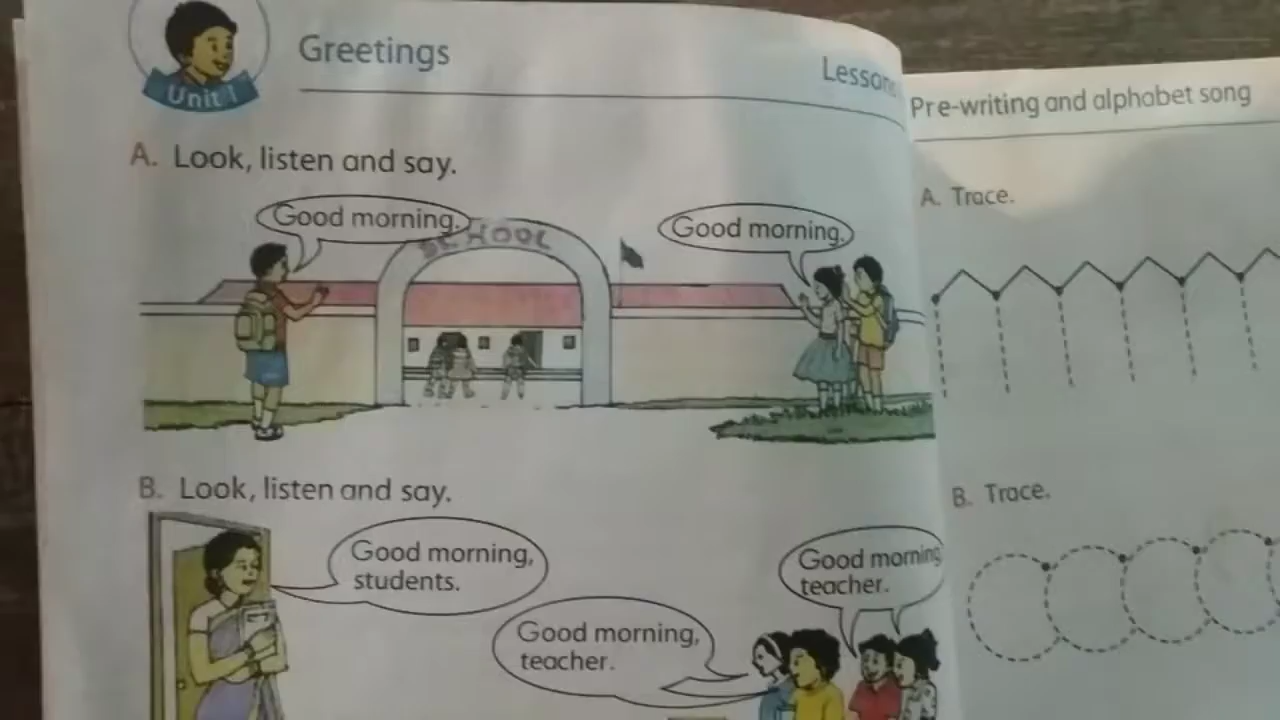 Unit 1
Greetings
Lesson
A. Look, listen and say.
Good morning.
SCHOOL
Good morning.
B. Look, listen and say.
Good morning,
students.
Good morning,
teacher.
Good morning
teacher.
Pre-writing and alphabet song
A. Trace.
B. Trace.